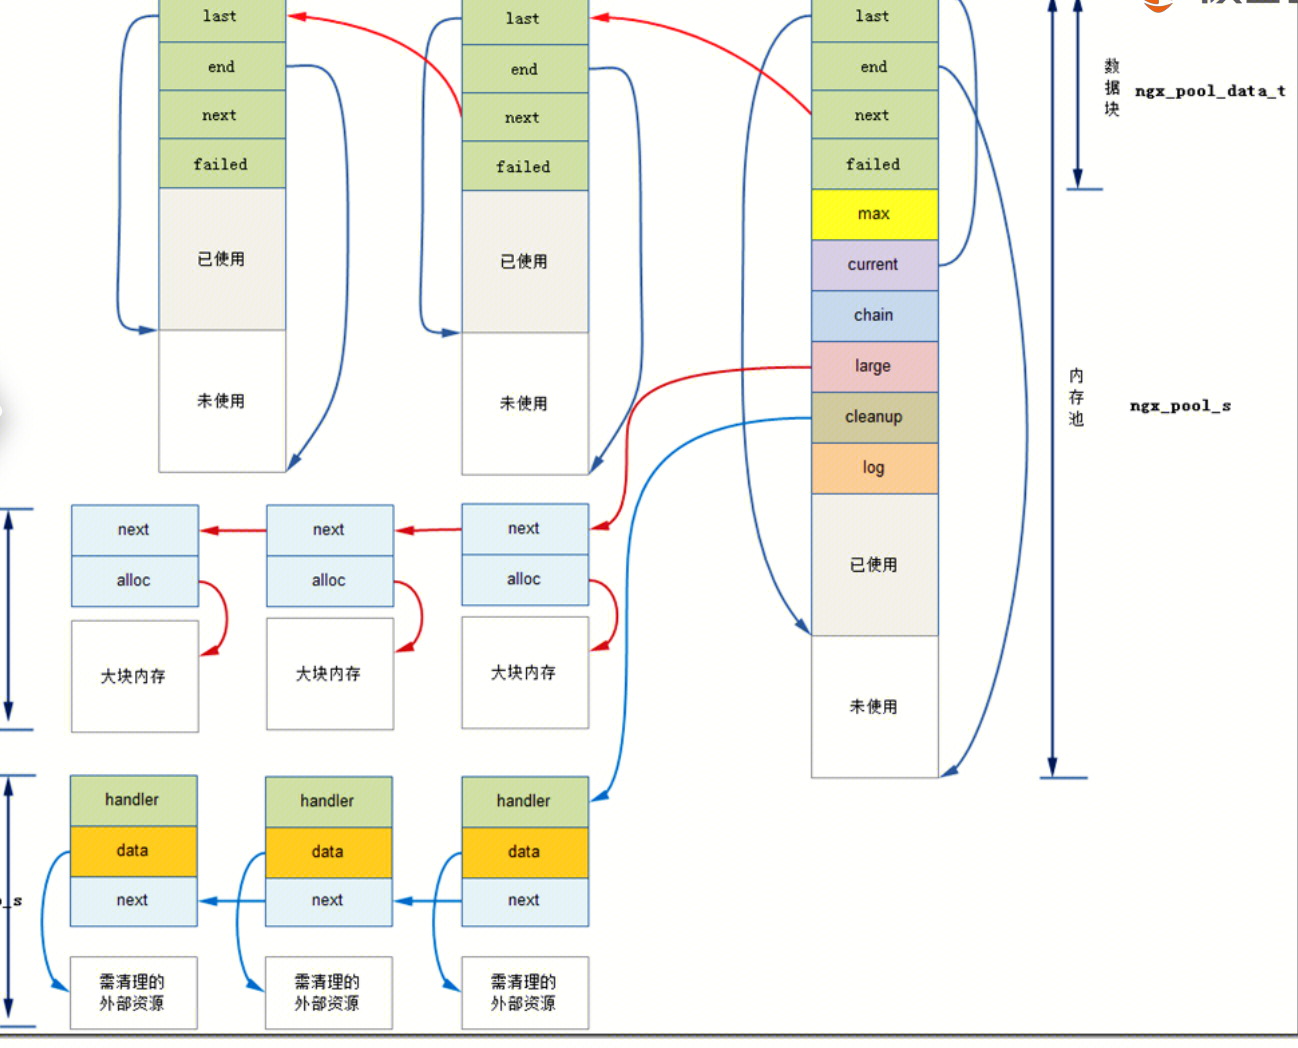 last
end
next
failed
已使用
未使用
last
end
next
failed
已使用
未使用
last
end
next
failed
max
current
chain
large
cleanup
log
已使用
未使用
数据块
ngx_pool_data_t
内存池
ngx_pool_s
next
alloc
大块内存
next
alloc
大块内存
next
alloc
大块内存
handler
data
next
需清理的
外部资源
handler
data
next
需清理的
外部资源
handler
data
next
需清理的
外部资源
_s